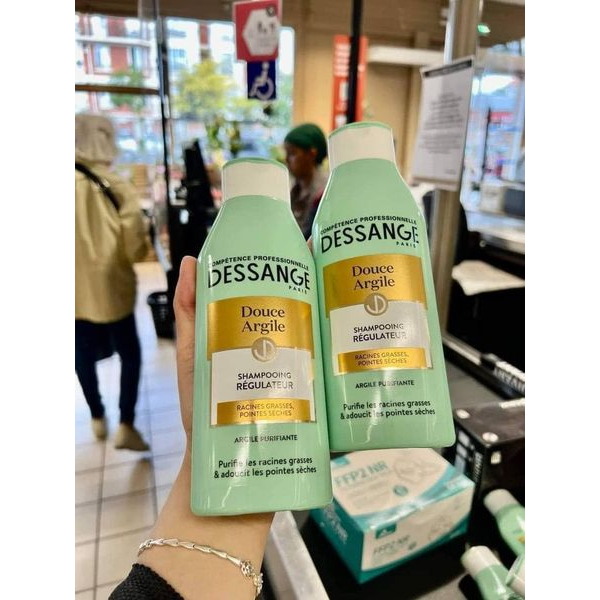 COMPÉTENCE PROFESSIONNELLE
DESSANGE
PARIS
Douce
Argile
SHAMPOOING
RÉGULATEUR
RACINES GRASSES,
POINTES SÈCHES
ARGILE PURIFIANTE
Purifie les racines grasses
& adoucit les pointes sèches
COMPÉTENCE PROFESSIONNELLE
DESSANGE
PARIS
Douce
Argile
SHAMPOOING
RÉGULATEUR
RACINES GRASSES,
POINTES SÈCHES
ARGILE PURIFIANTE
Purifie les racines grasses
& adoucit les pointes sèches
FFP2 NR
FFP2 NR